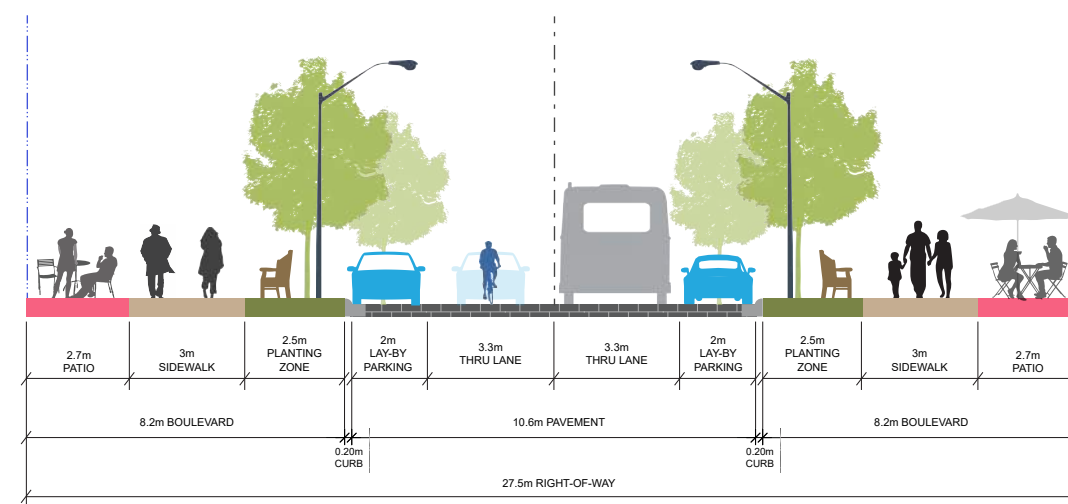 2.7m
PATIO
3m
SIDEWALK
2.5m
PLANTING
ZONE
2m
LAY-BY
PARKING
3.3m
THRU LANE
3.3m
THRU LANE
2m
LAY-BY
PARKING
2.5m
PLANTING
ZONE
3m
SIDEWALK
2.7m
PATIO
8.2m BOULEVARD
10.6m PAVEMENT
8.2m BOULEVARD
0.20m
CURB
0.20m
CURB
27.5m RIGHT-OF-WAY